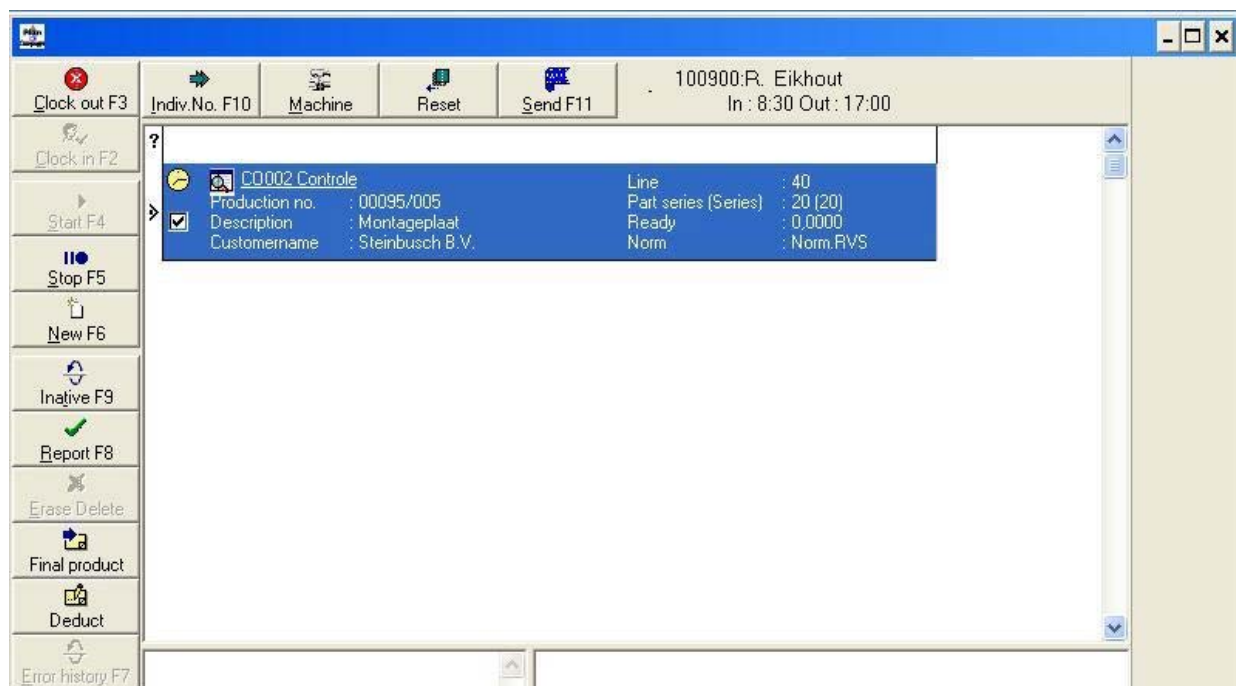 Clock out F3
Indiv.No. F10
Machine
Reset
Send F11
100900:R. Eikhout
In : 8:30 Out : 17:00
Clock in F2
?
Start F4
Stop F5
New F6
Inative F9
Report F8
Erase Delete
Final product
Deduct
Error history F7
CO002 Controle
Production no. : 00095/005
Description : Montageplaat
Customername : Steinbusch B.V.
Line : 40
Part series (Series) : 20 (20)
Ready : 0,0000
Norm : Norm.RVS